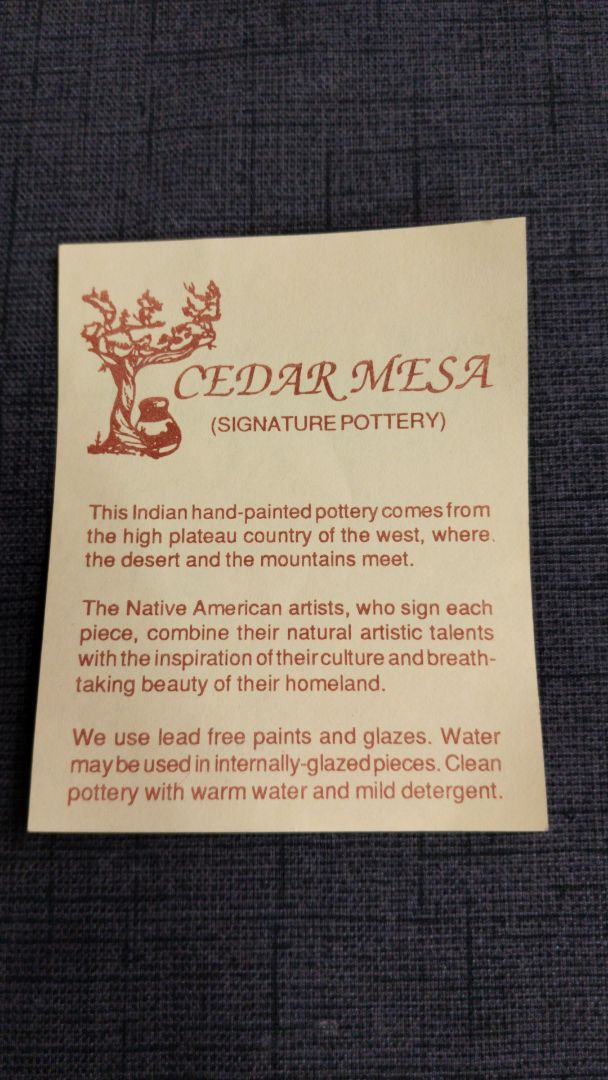 CEDAR MESA
(SIGNATURE POTTERY)
This Indian hand-painted pottery comes from
the high plateau country of the west, where
the desert and the mountains meet.
The Native American artists, who sign each
piece, combine their natural artistic talents
with the inspiration of their culture and breath-
taking beauty of their homeland.
We use lead free paints and glazes. Water
may be used in internally-glazed pieces. Clean
pottery with warm water and mild detergent.